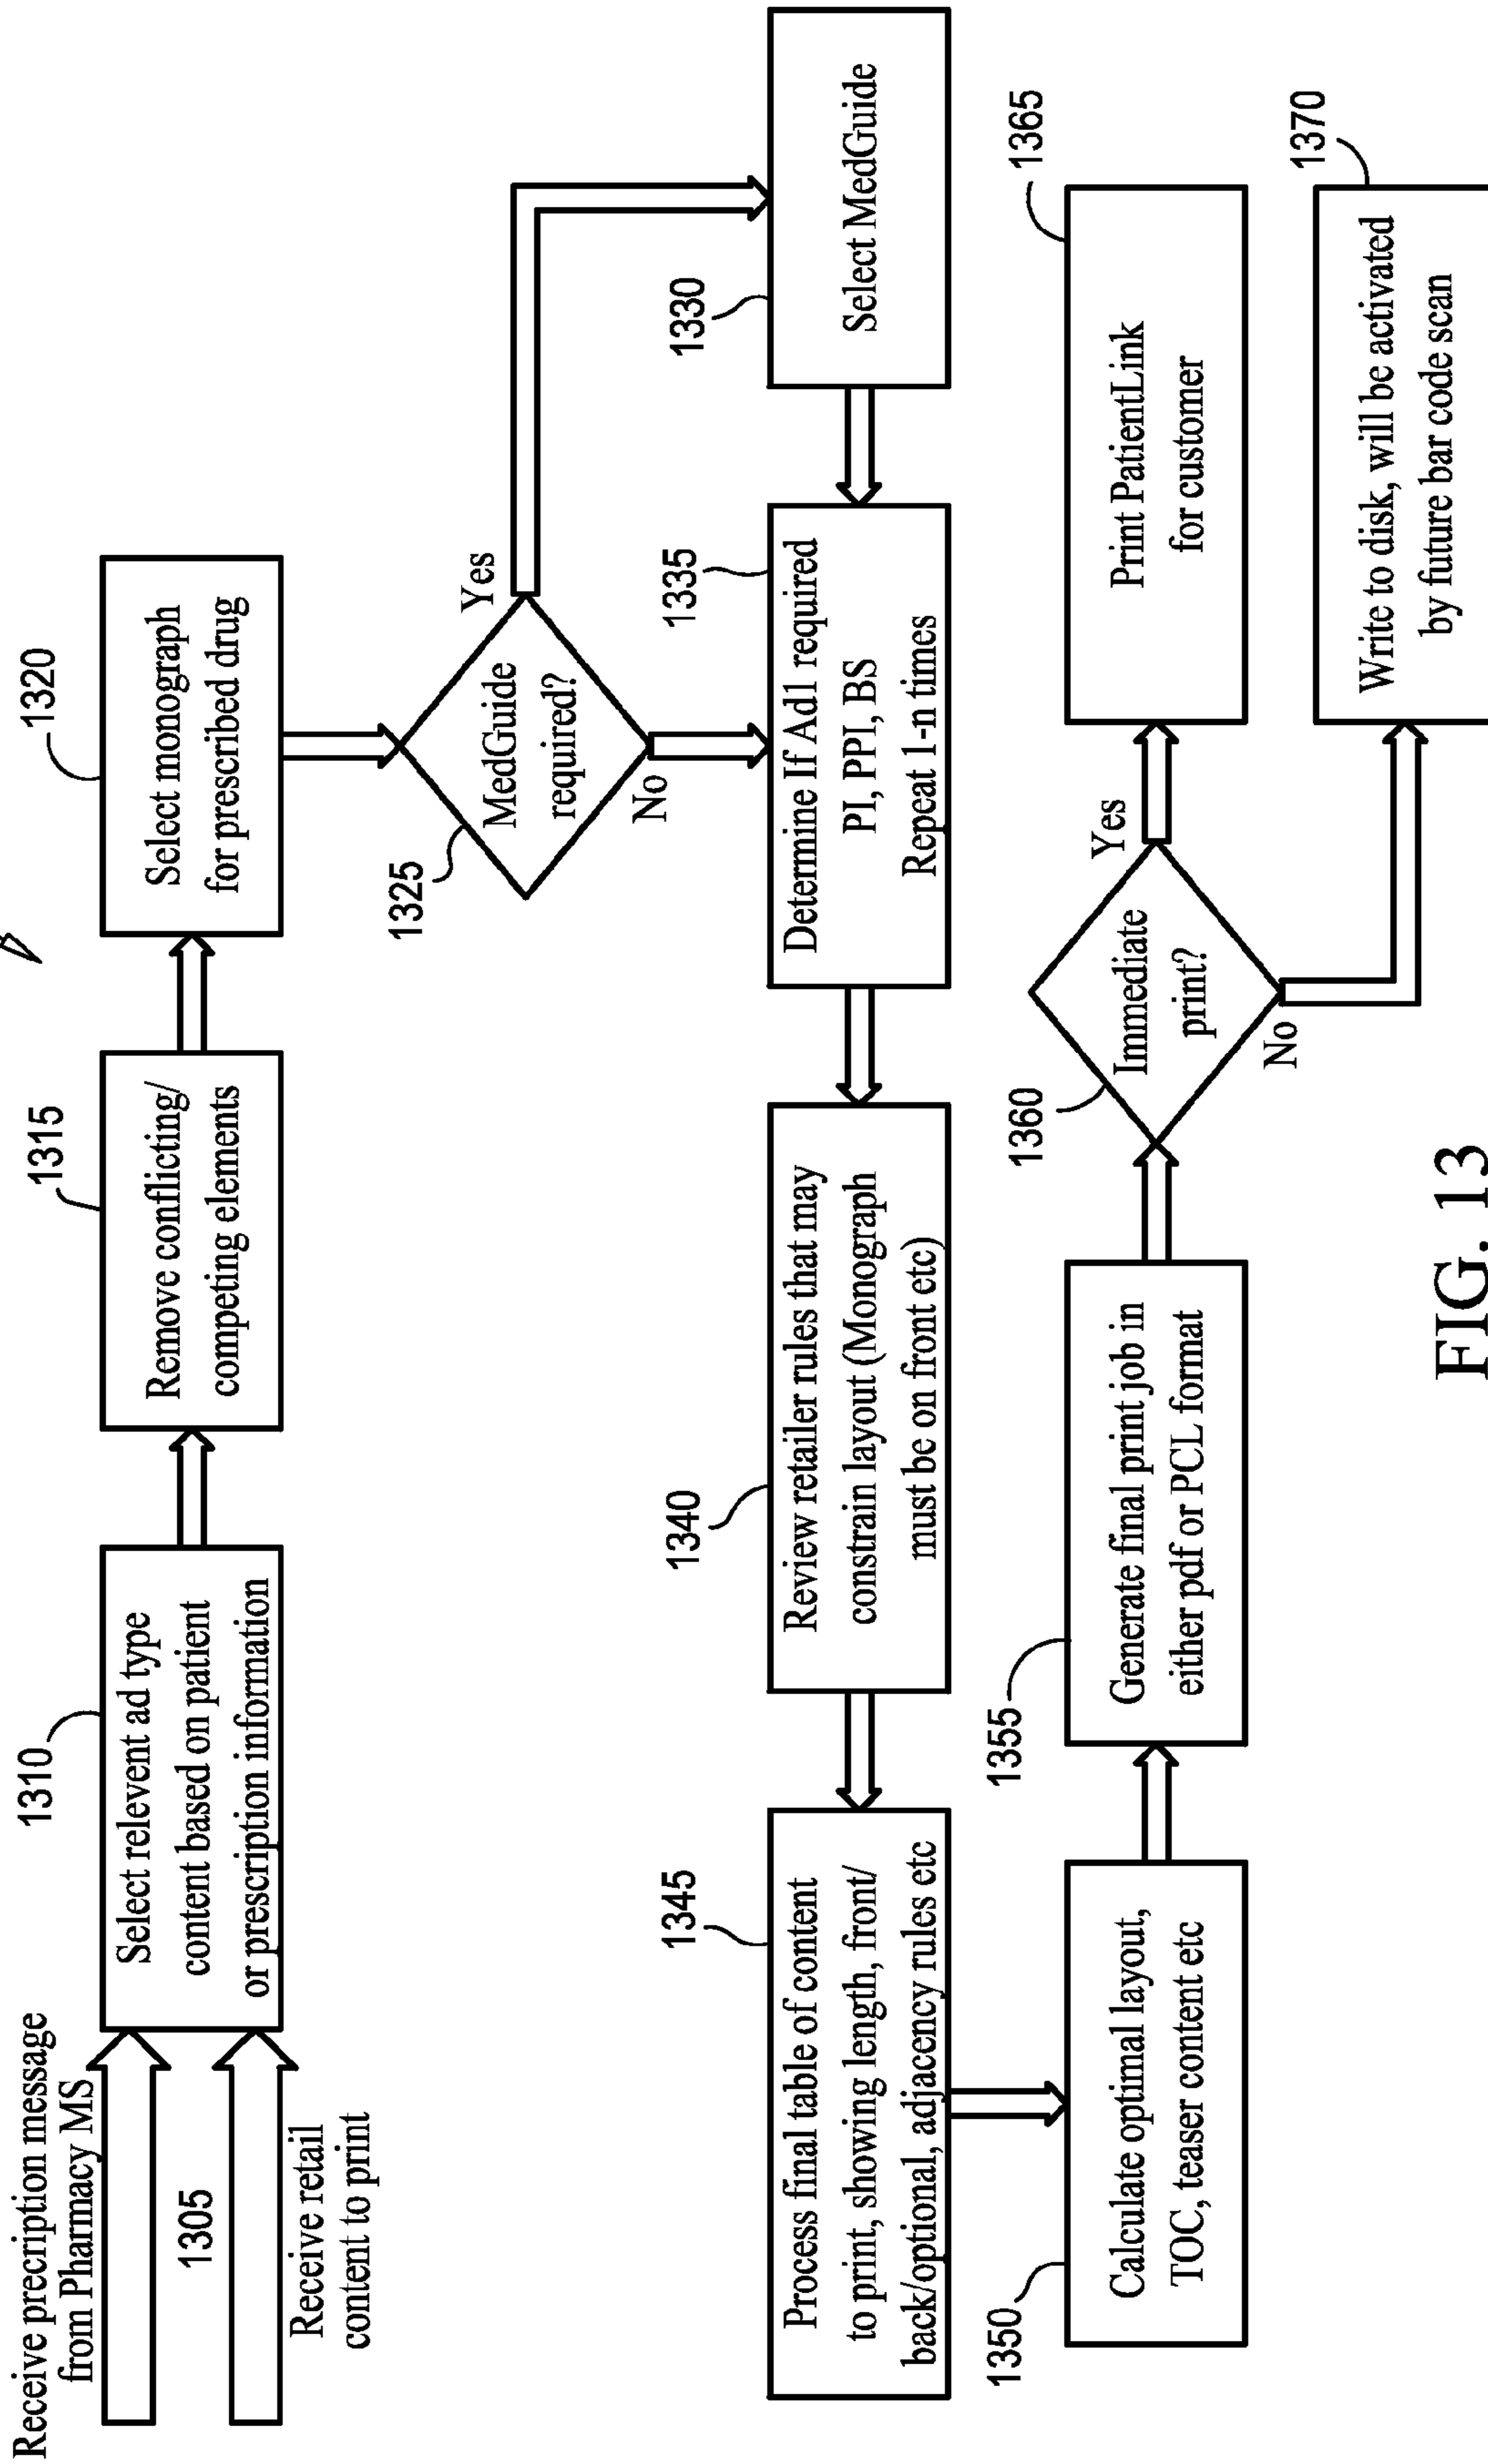 Receive precription message
from Pharmacy MS
1305
Receive retail
content to print
1310
Select relevent ad type
content based on patient
or prescription information
1315
Remove conflicting/
competing elements
1320
Select monograph
for prescribed drug
1325
MedGuide
required?
Yes
No
1330
Select MedGuide
1335
Determine If Ad1 required
PI, PPI, BS
Repeat 1-n times
1340
Review retailer rules that may
constrain layout (Monograph
must be on front etc)
1345
Process final table of content
to print, showing length, front/
back/optional, adjacency rules etc
1350
Calculate optimal layout,
TOC, teaser content etc
1355
Generate final print job in
either pdf or PCL format
1360
Immediate
print?
Yes
No
1365
Print PatientLink
for customer
1370
Write to disk, will be activated
by future bar code scan
FIG. 13